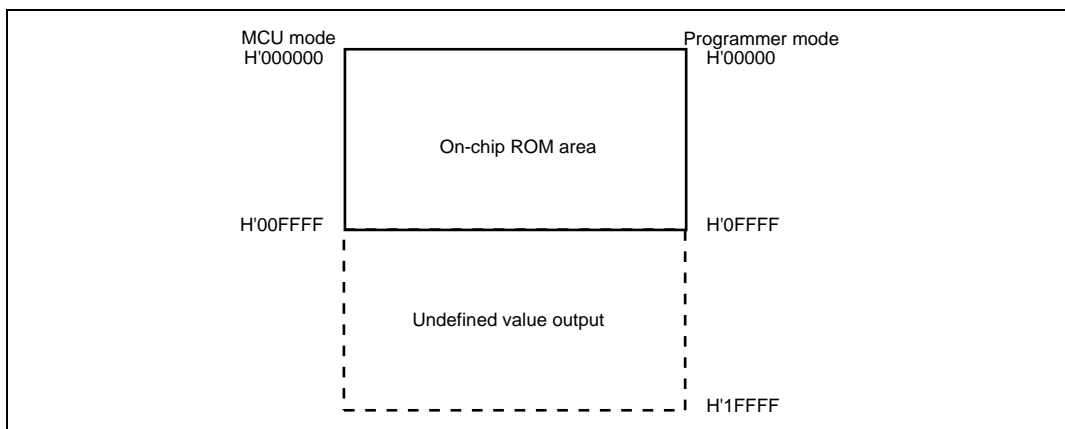 MCU mode Programmer mode
H'000000 H'00000
On-chip ROM area
H'00FFFF H'0FFFF
Undefined value output
H'1FFFF